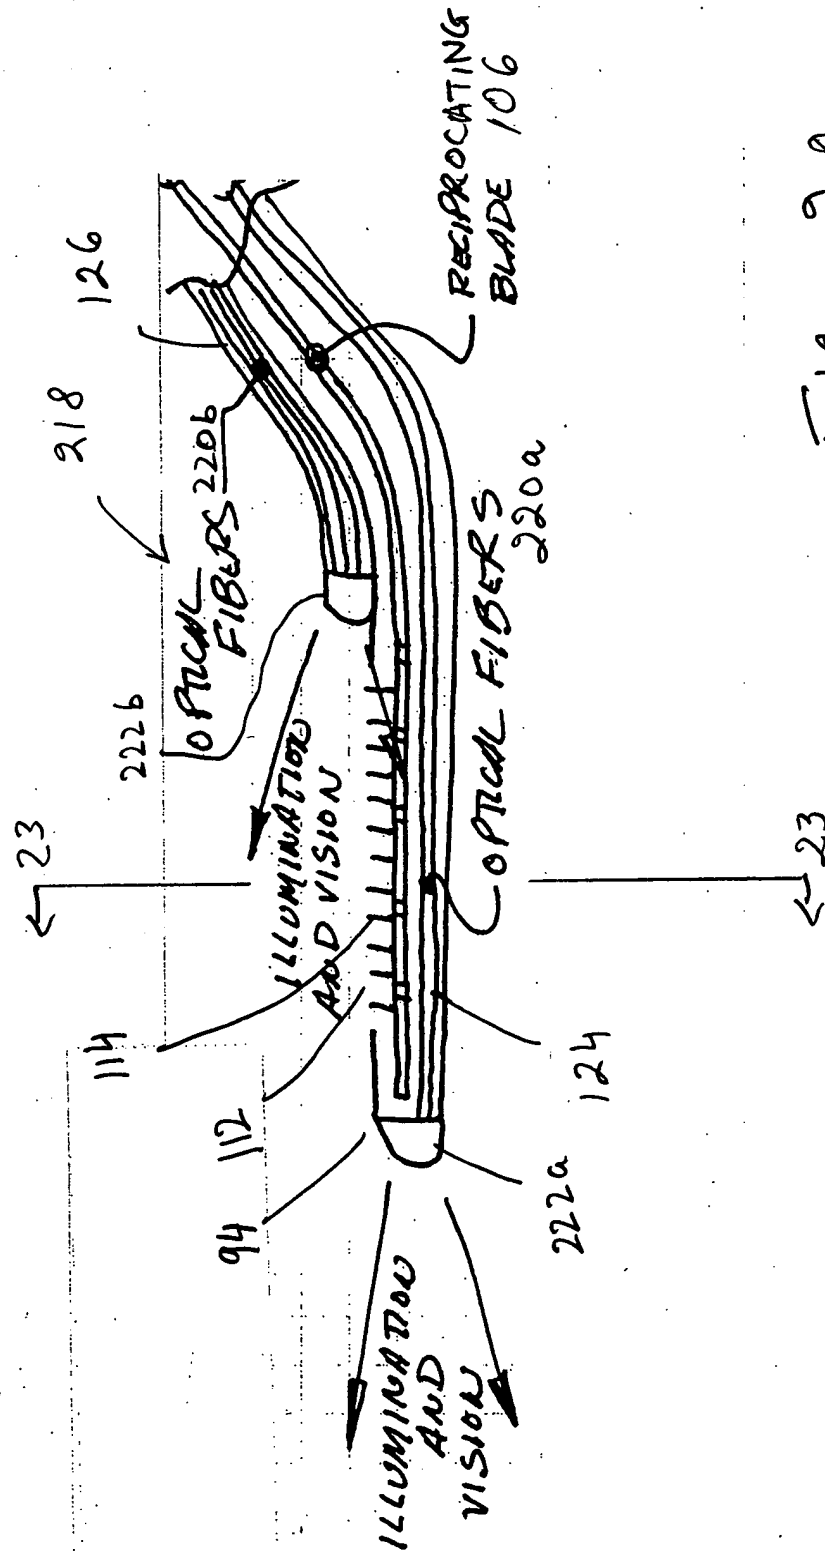 23
114
218
126
222b
112
OPTICAL
FIBERS 220b
94
ILLUMINATION
AND VISION
ILLUMINATION
AND
VISION
RECIPROCATING
BLADE 106
OPTICAL FIBERS
220a
222a
124
23